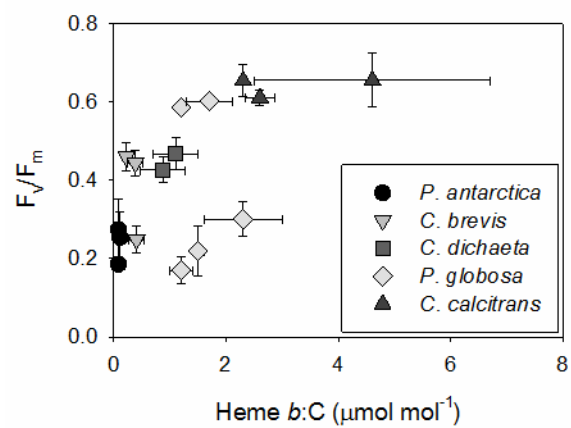 0.8
0.6
0.4
0.2
0.0
Fv/Fm
0 2 4 6 8
Heme b:C (μmol mol⁻¹)
P. antarctica
C. brevis
C. dichaeta
P. globosa
C. calcitrans